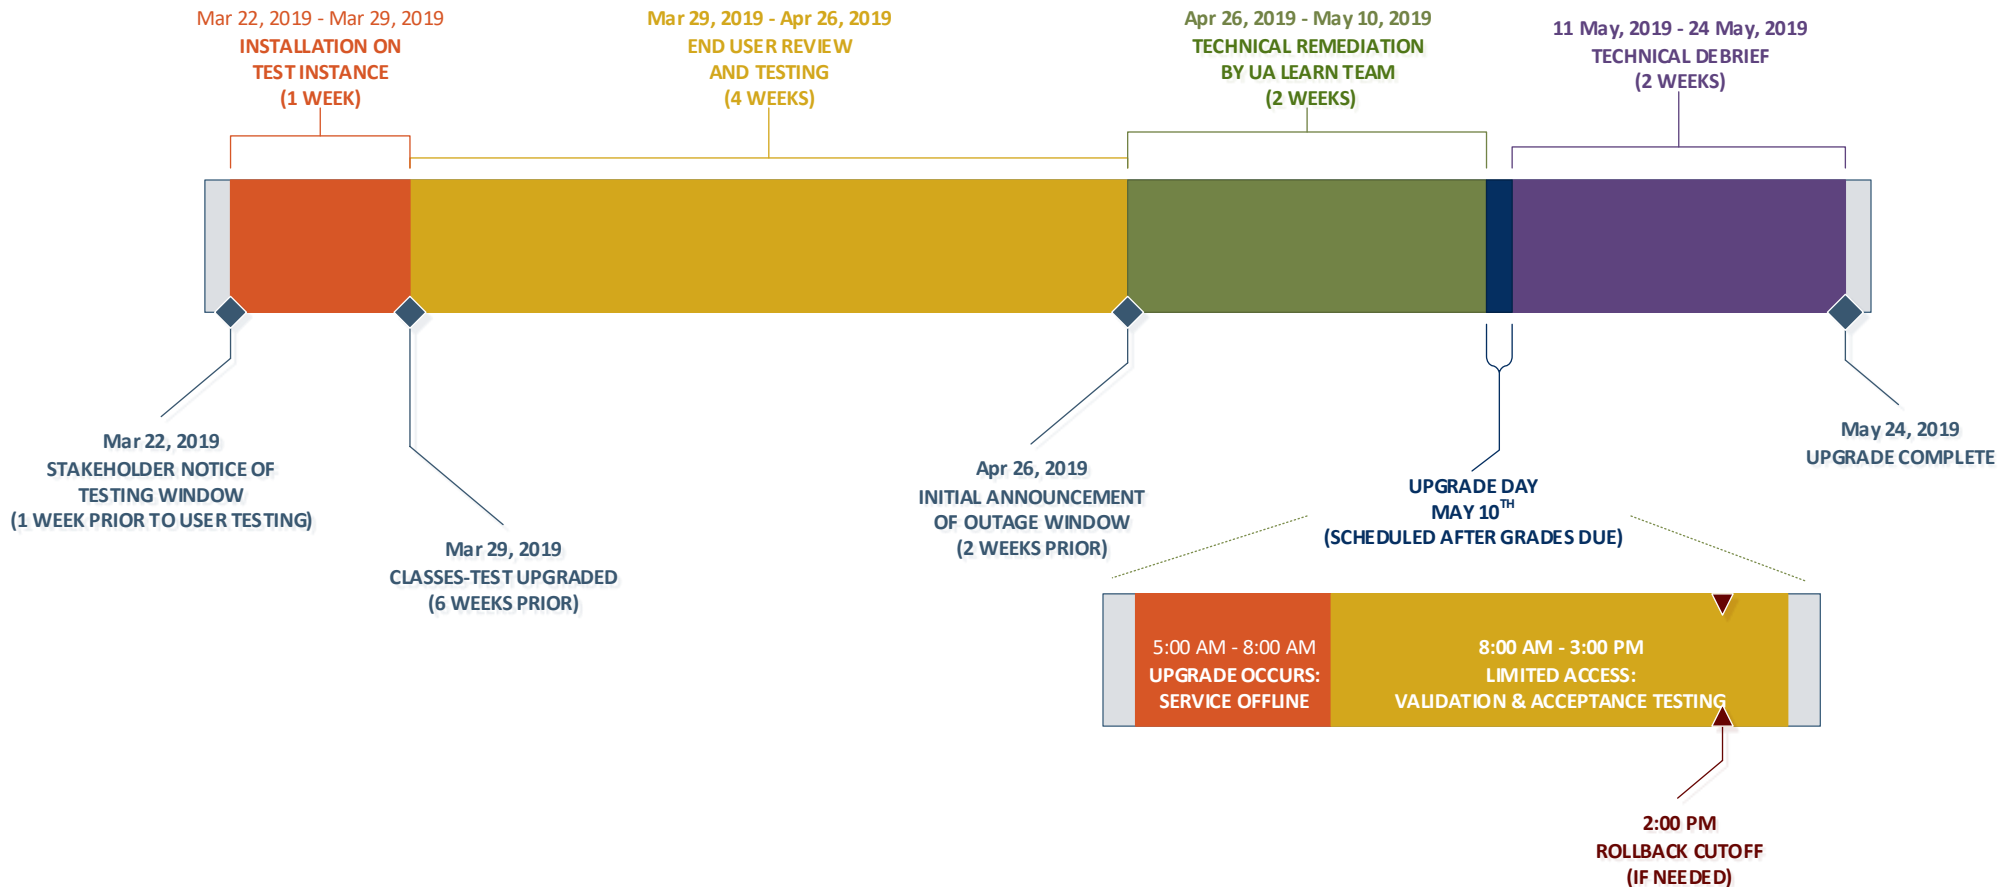 Mar 22, 2019 - Mar 29, 2019
INSTALLATION ON
TEST INSTANCE
(1 WEEK)
Mar 29, 2019 - Apr 26, 2019
END USER REVIEW
AND TESTING
(4 WEEKS)
Apr 26, 2019 - May 10, 2019
TECHNICAL REMEDIATION
BY UA LEARN TEAM
(2 WEEKS)
11 May, 2019 - 24 May, 2019
TECHNICAL DEBRIEF
(2 WEEKS)
Mar 22, 2019
STAKEHOLDER NOTICE OF
TESTING WINDOW
(1 WEEK PRIOR TO USER TESTING)
Mar 29, 2019
CLASSES-TEST UPGRADED
(6 WEEKS PRIOR)
Apr 26, 2019
INITIAL ANNOUNCEMENT
OF OUTAGE WINDOW
(2 WEEKS PRIOR)
UPGRADE DAY
MAY 10TH
(SCHEDULED AFTER GRADES DUE)
May 24, 2019
UPGRADE COMPLETE
5:00 AM - 8:00 AM
UPGRADE OCCURS:
SERVICE OFFLINE
8:00 AM - 3:00 PM
LIMITED ACCESS:
VALIDATION & ACCEPTANCE TESTING
2:00 PM
ROLLBACK CUTOFF
(IF NEEDED)